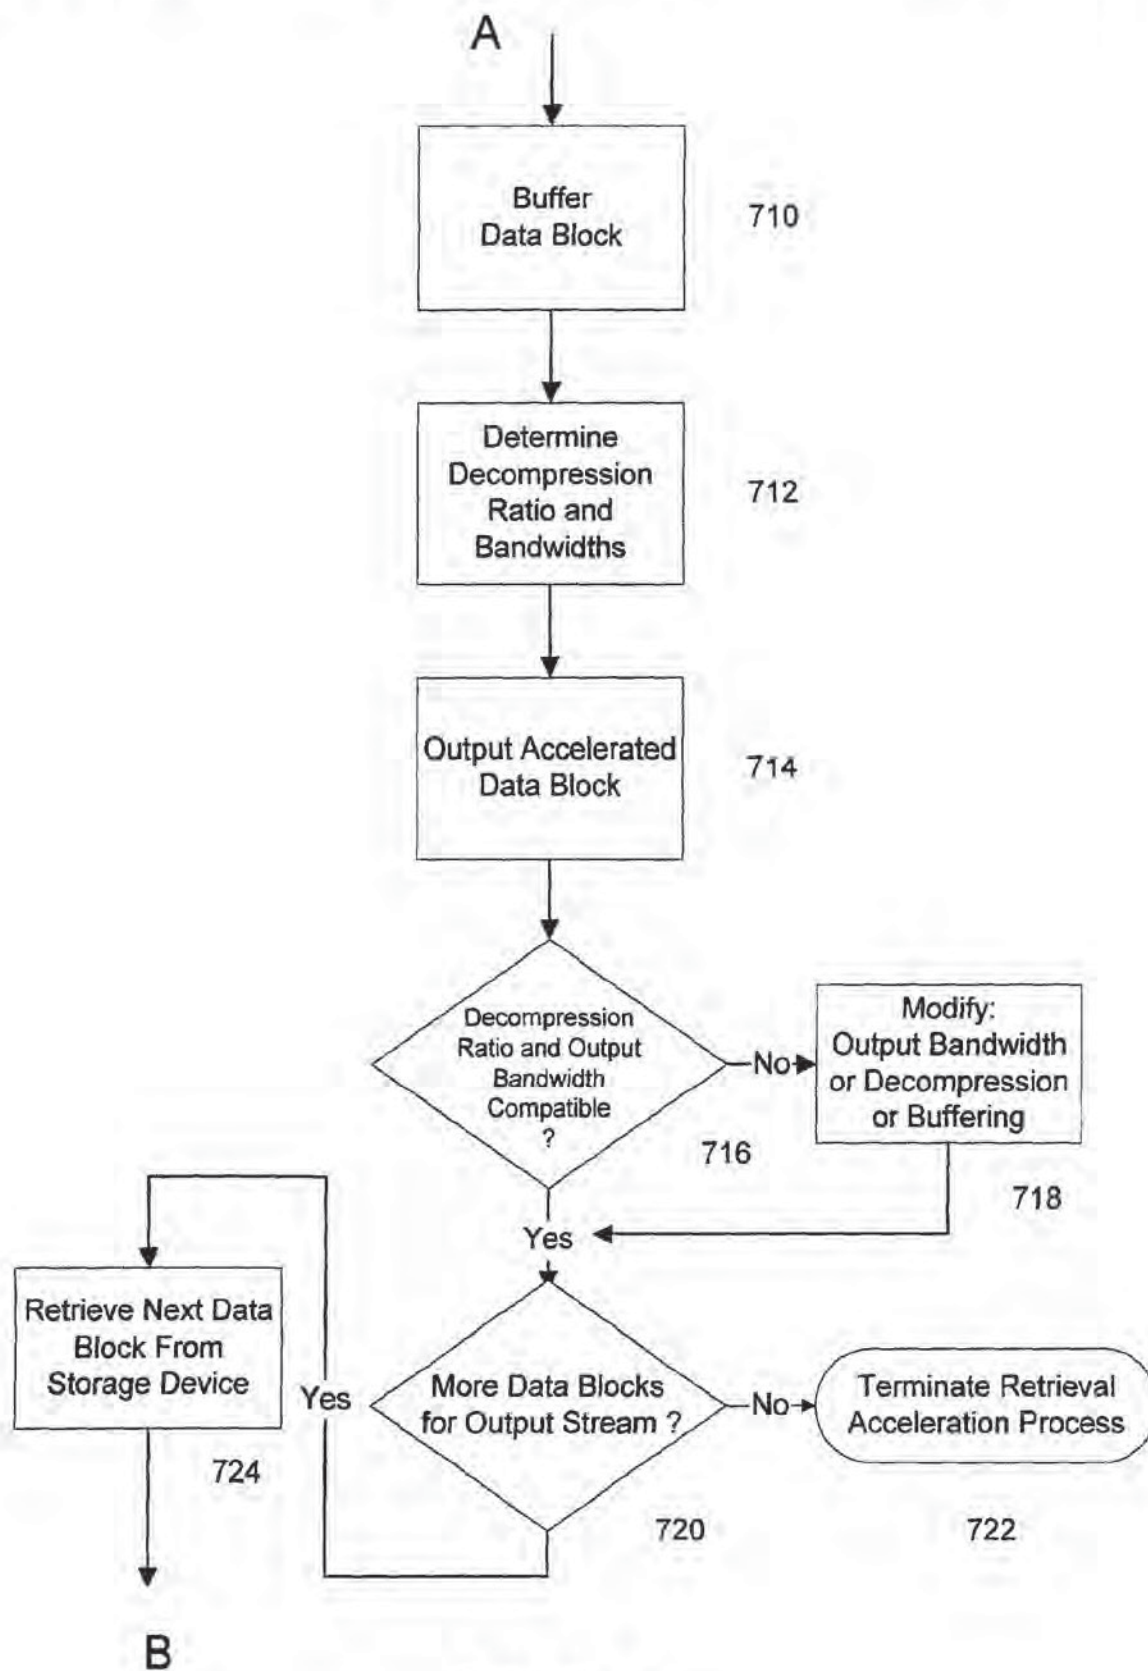 A
Buffer
Data Block
710
Determine
Decompression
Ratio and
Bandwidths
712
Output Accelerated
Data Block
714
Decompression
Ratio and Output
Bandwidth
Compatible
?
716
No
Modify:
Output Bandwidth
or Decompression
or Buffering
718
Yes
More Data Blocks
for Output Stream ?
720
No
Terminate Retrieval
Acceleration Process
722
Yes
Retrieve Next Data
Block From
Storage Device
724
B